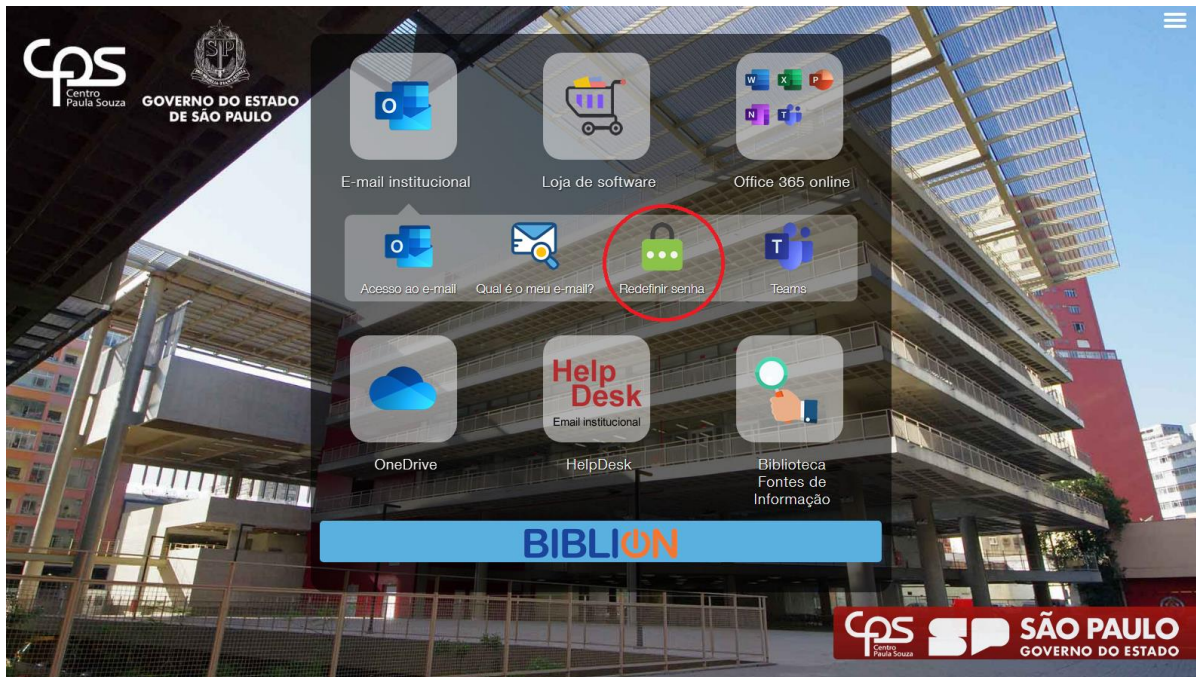 CPS
Centro
Paula Souza
SP
GOVERNO DO ESTADO
DE SÃO PAULO
O
W
X
P
N
T
E-mail institucional
Loja de software
Office 365 online
O
T
Acesso ao e-mail
Qual é o meu e-mail?
Redefinir senha
Teams
Help
Desk
Email institucional
OneDrive
HelpDesk
Biblioteca
Fontes de
Informação
BIBLION
CPS
Centro
Paula Souza
SP
SÃO PAULO
GOVERNO DO ESTADO